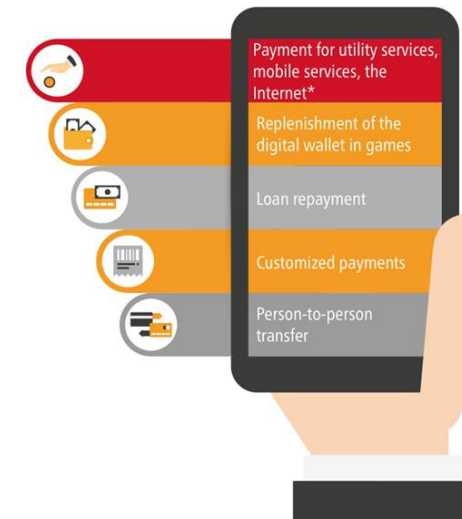 Payment for utility services,
mobile services, the
Internet*
Replenishment of the
digital wallet in games
Loan repayment
Customized payments
Person-to-person
transfer